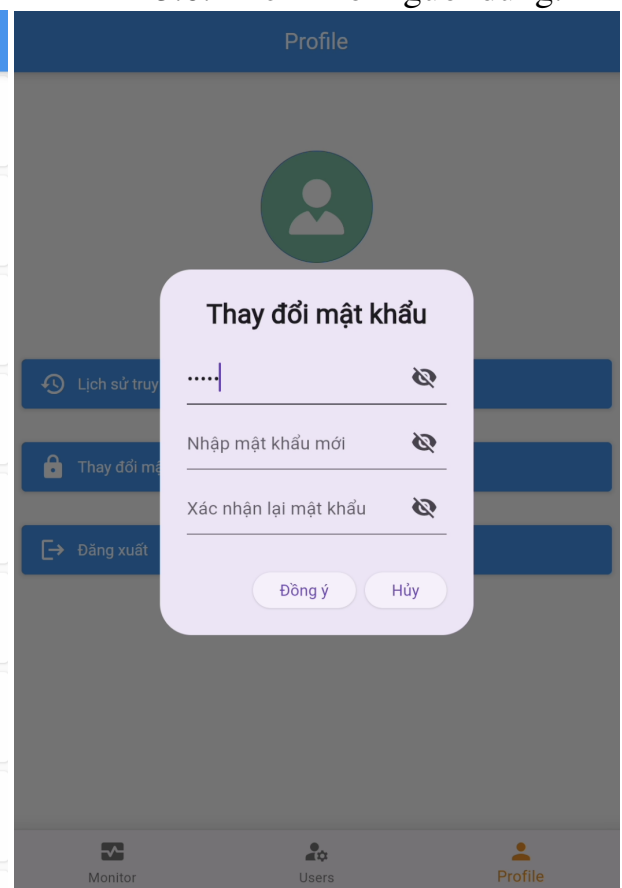 Profile
Thay đổi mật khẩu
•••••
Lịch sử truy
Nhập mật khẩu mới
Thay đổi mậ
Xác nhận lại mật khẩu
Đăng xuất
Đồng ý
Hủy
Monitor
Users
Profile